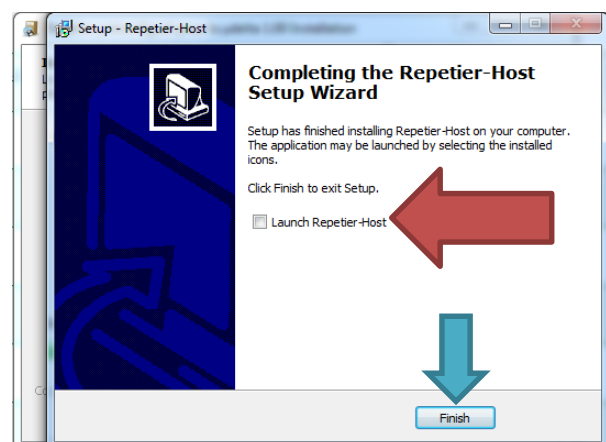 Setup - Repetier-Host
Completing the Repetier-Host
Setup Wizard
Setup has finished installing Repetier-Host on your computer.
The application may be launched by selecting the installed
icons.
Click Finish to exit Setup.
Launch Repetier-Host
Finish